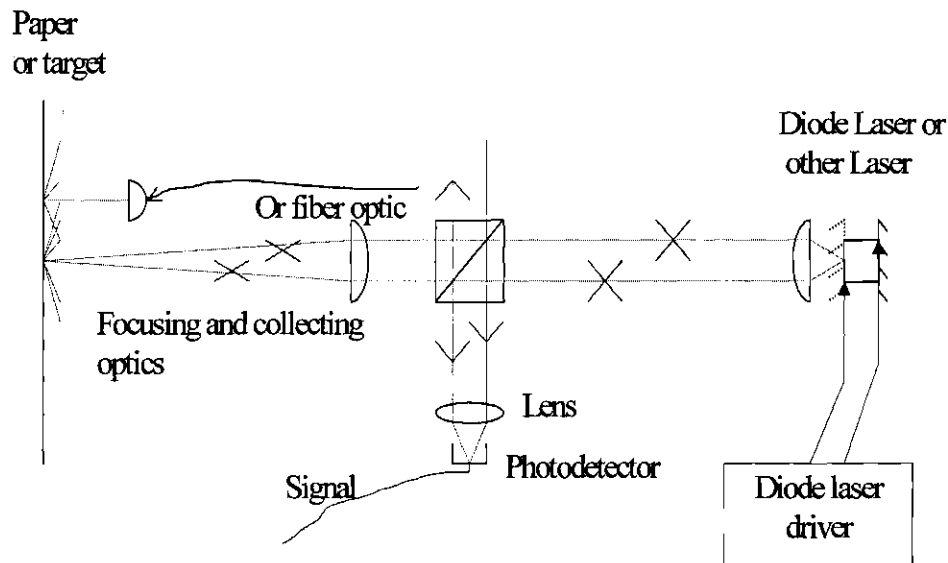 Paper
or target
Diode Laser or
other Laser
Or fiber optic
Focusing and collecting
optics
Lens
Photodetector
Signal
Diode laser
driver